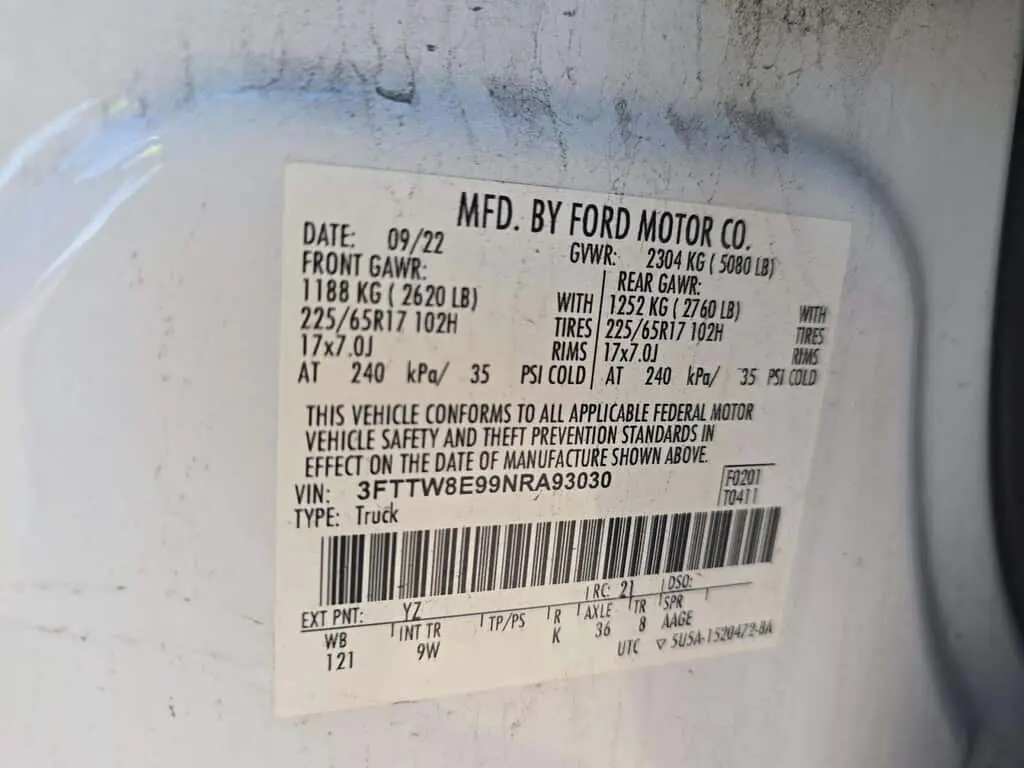 MFD. BY FORD MOTOR CO.
DATE: 09/22 GVWR: 2304 KG ( 5080 LB)
FRONT GAWR: REAR GAWR:
1188 KG ( 2620 LB) WITH 1252 KG ( 2760 LB) WITH
225/65R17 102H TIRES 225/65R17 102H TIRES
17x7.0J RIMS 17x7.0J RIMS
AT 240 kPa/ 35 PSI COLD AT 240 kPa/ 35 PSI COLD
THIS VEHICLE CONFORMS TO ALL APPLICABLE FEDERAL MOTOR
VEHICLE SAFETY AND THEFT PREVENTION STANDARDS IN
EFFECT ON THE DATE OF MANUFACTURE SHOWN ABOVE.
VIN: 3FTTW8E99NRA93030 F0201
TYPE: Truck T0411
EXT PNT: YZ RC: 21 DSO:
WB INT TR TP/PS R AXLE TR SPR
121 9W K 36 8 AAGE
UTC ▽ 5U5A-1520472-BA